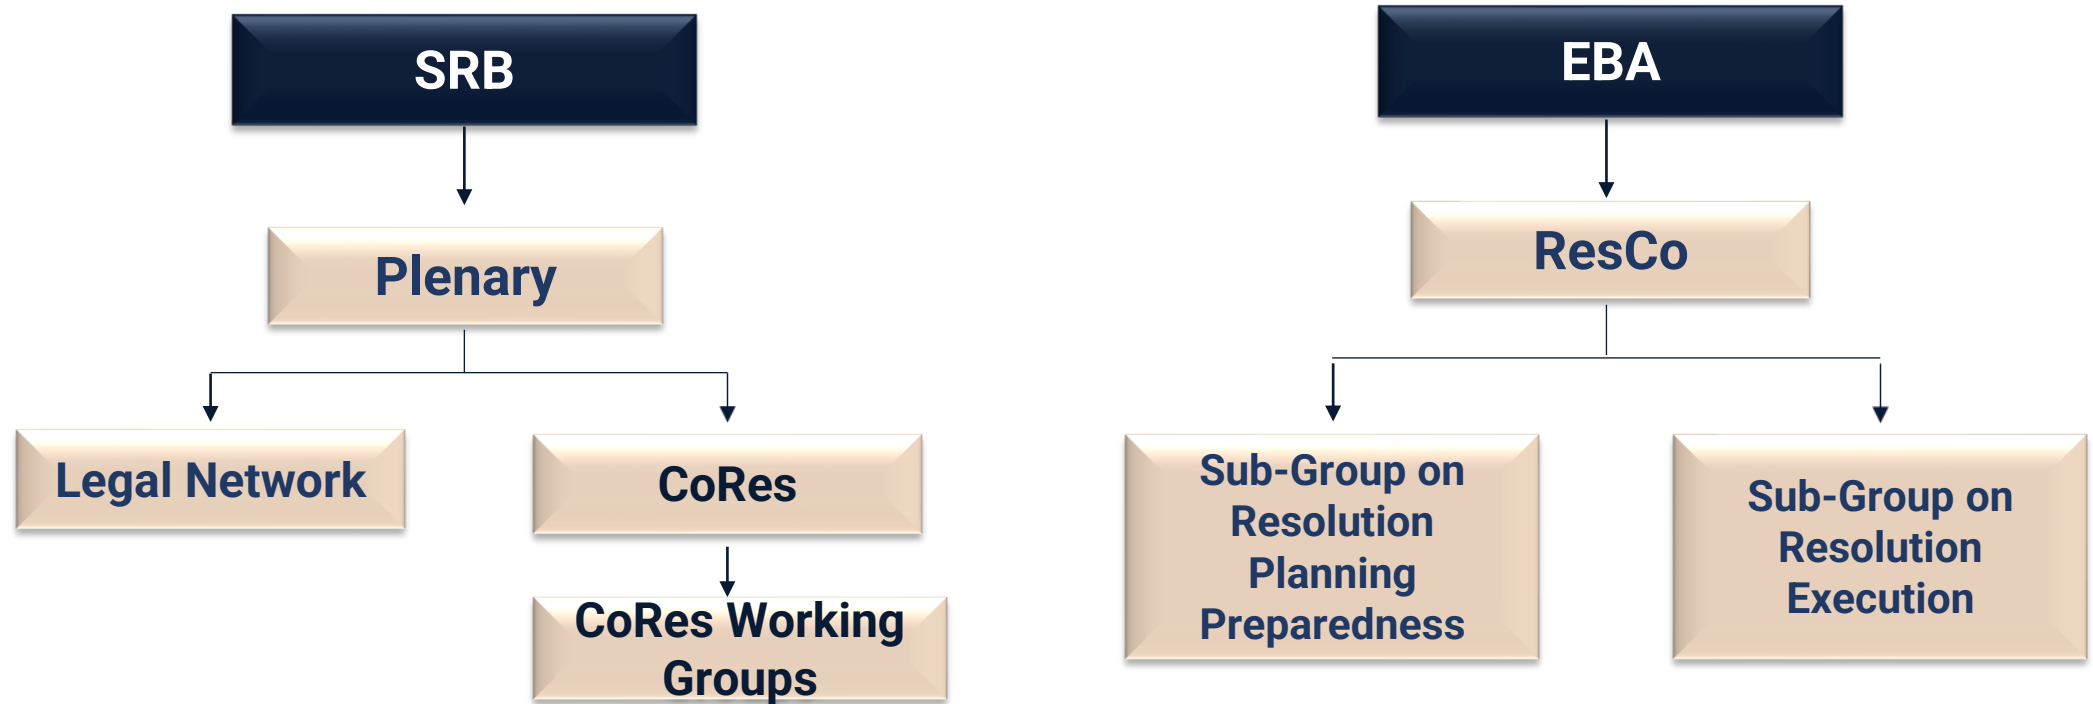 SRB
Plenary
Legal Network
CoRes
CoRes Working
Groups
EBA
ResCo
Sub-Group on
Resolution
Planning
Preparedness
Sub-Group on
Resolution
Execution